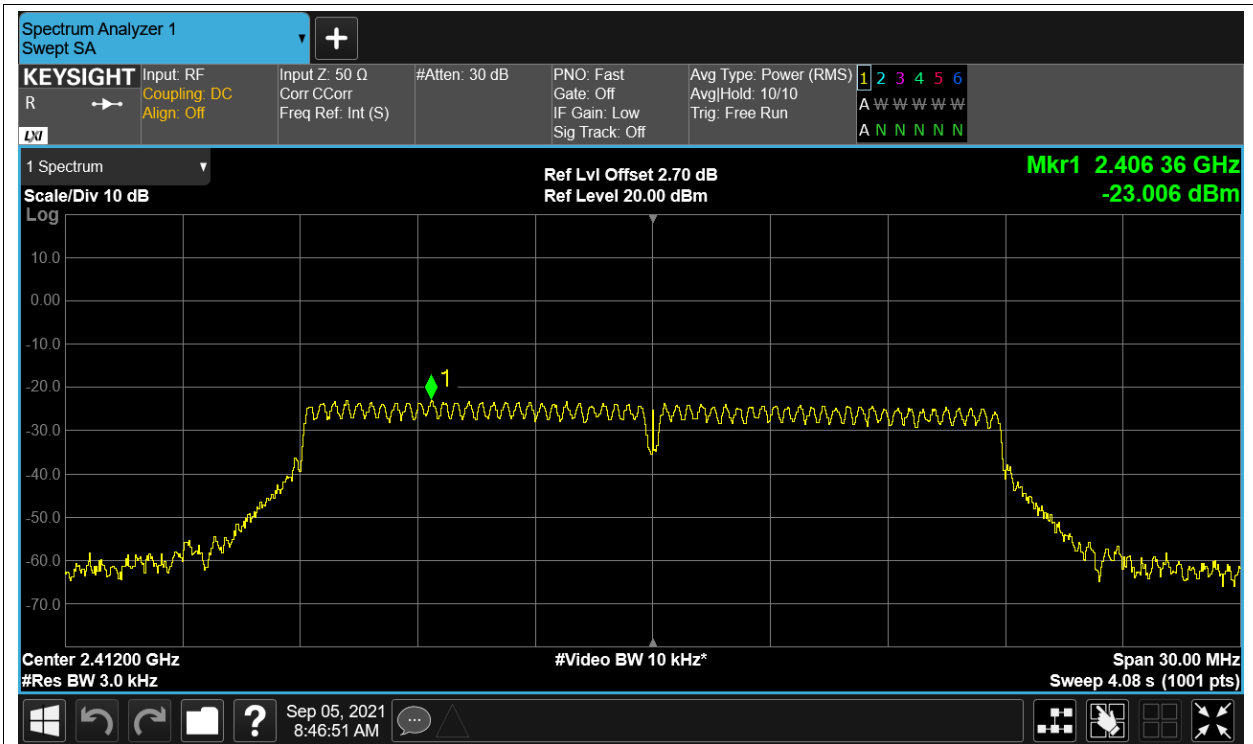 Spectrum Analyzer 1
Swept SA
KEYSIGHT
R
LXI
Input: RF
Coupling: DC
Align: Off
Input Z: 50 Ω
Corr CCorr
Freq Ref: Int (S)
#Atten: 30 dB
PNO: Fast
Gate: Off
IF Gain: Low
Sig Track: Off
Avg Type: Power (RMS)
Avg|Hold: 10/10
Trig: Free Run
1 2 3 4 5 6
A W W W W W
A N N N N N
1 Spectrum
Scale/Div 10 dB
Ref Lvl Offset 2.70 dB
Ref Level 20.00 dBm
Mkr1 2.406 36 GHz
-23.006 dBm
Log
10.0
0.00
-10.0
-20.0
-30.0
-40.0
-50.0
-60.0
-70.0
1
Center 2.41200 GHz
#Res BW 3.0 kHz
#Video BW 10 kHz*
Span 30.00 MHz
Sweep 4.08 s (1001 pts)
?
Sep 05, 2021
8:46:51 AM